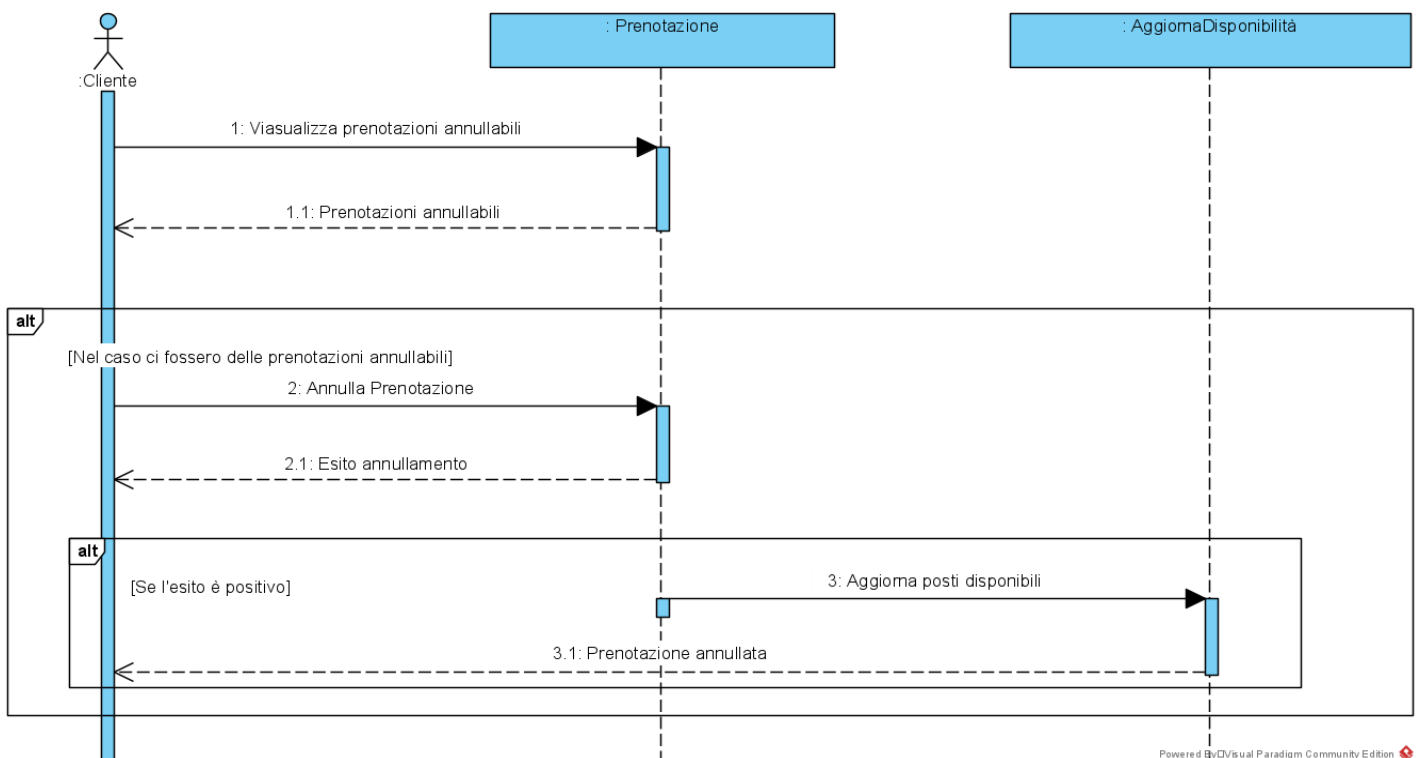 : Prenotazione
: AggiornaDisponibilità
:Cliente
1: Viasualizza prenotazioni annullabili
1.1: Prenotazioni annullabili
alt
[Nel caso ci fossero delle prenotazioni annullabili]
2: Annulla Prenotazione
2.1: Esito annullamento
alt
[Se l'esito è positivo]
3: Aggiorna posti disponibili
3.1: Prenotazione annullata
Powered By Visual Paradigm Community Edition